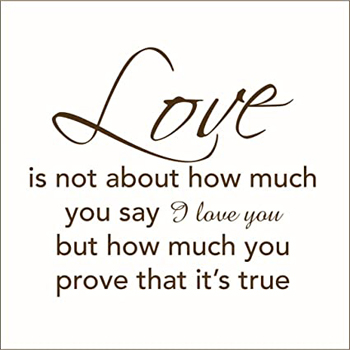 Love
is not about how much
you say I love you
but how much you
prove that it's true